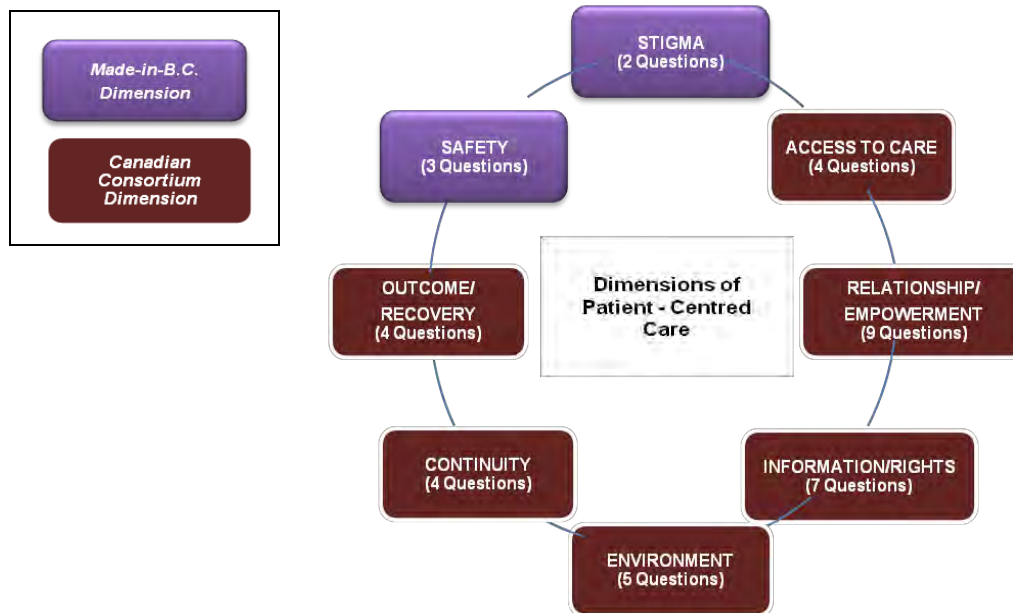 Made-in-B.C.
Dimension
Canadian
Consortium
Dimension
STIGMA
(2 Questions)
SAFETY
(3 Questions)
ACCESS TO CARE
(4 Questions)
Dimensions of
Patient - Centred
Care
OUTCOME/
RECOVERY
(4 Questions)
RELATIONSHIP/
EMPOWERMENT
(9 Questions)
CONTINUITY
(4 Questions)
INFORMATION/RIGHTS
(7 Questions)
ENVIRONMENT
(5 Questions)